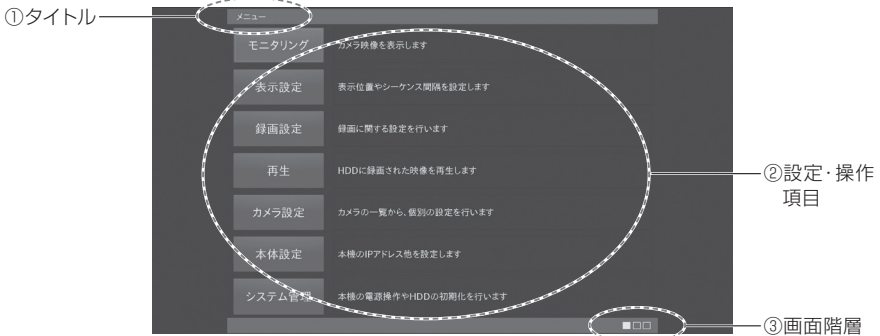 ①タイトル
メニュー
モニタリング カメラ映像を表示します
表示設定 表示位置やシーケンス間隔を設定します
録画設定 録画に関する設定を行います
再生 HDDに録画された映像を再生します
カメラ設定 カメラの一覧から、個別の設定を行います
本体設定 本機のIPアドレス他を設定します
システム管理 本機の電源操作やHDDの初期化を行います
②設定・操作
項目
③画面階層